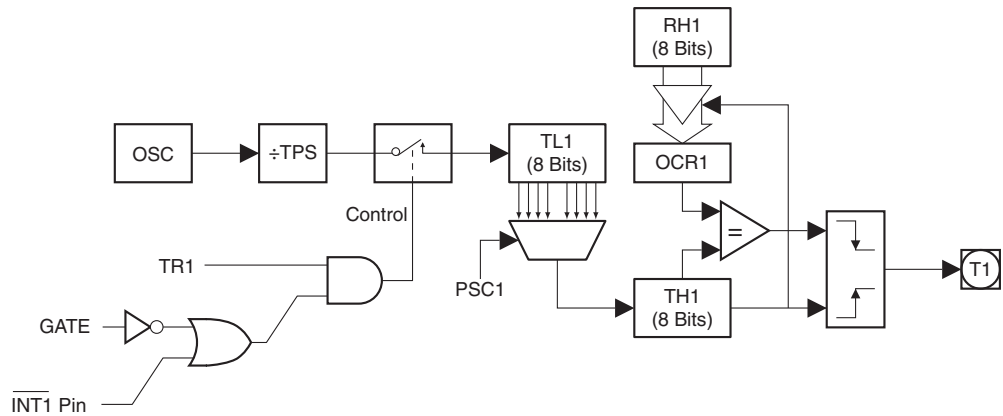 RH1
(8 Bits)
OSC
÷TPS
TL1
(8 Bits)
OCR1
Control
=
T1
TR1
PSC1
TH1
(8 Bits)
GATE
INT1 Pin